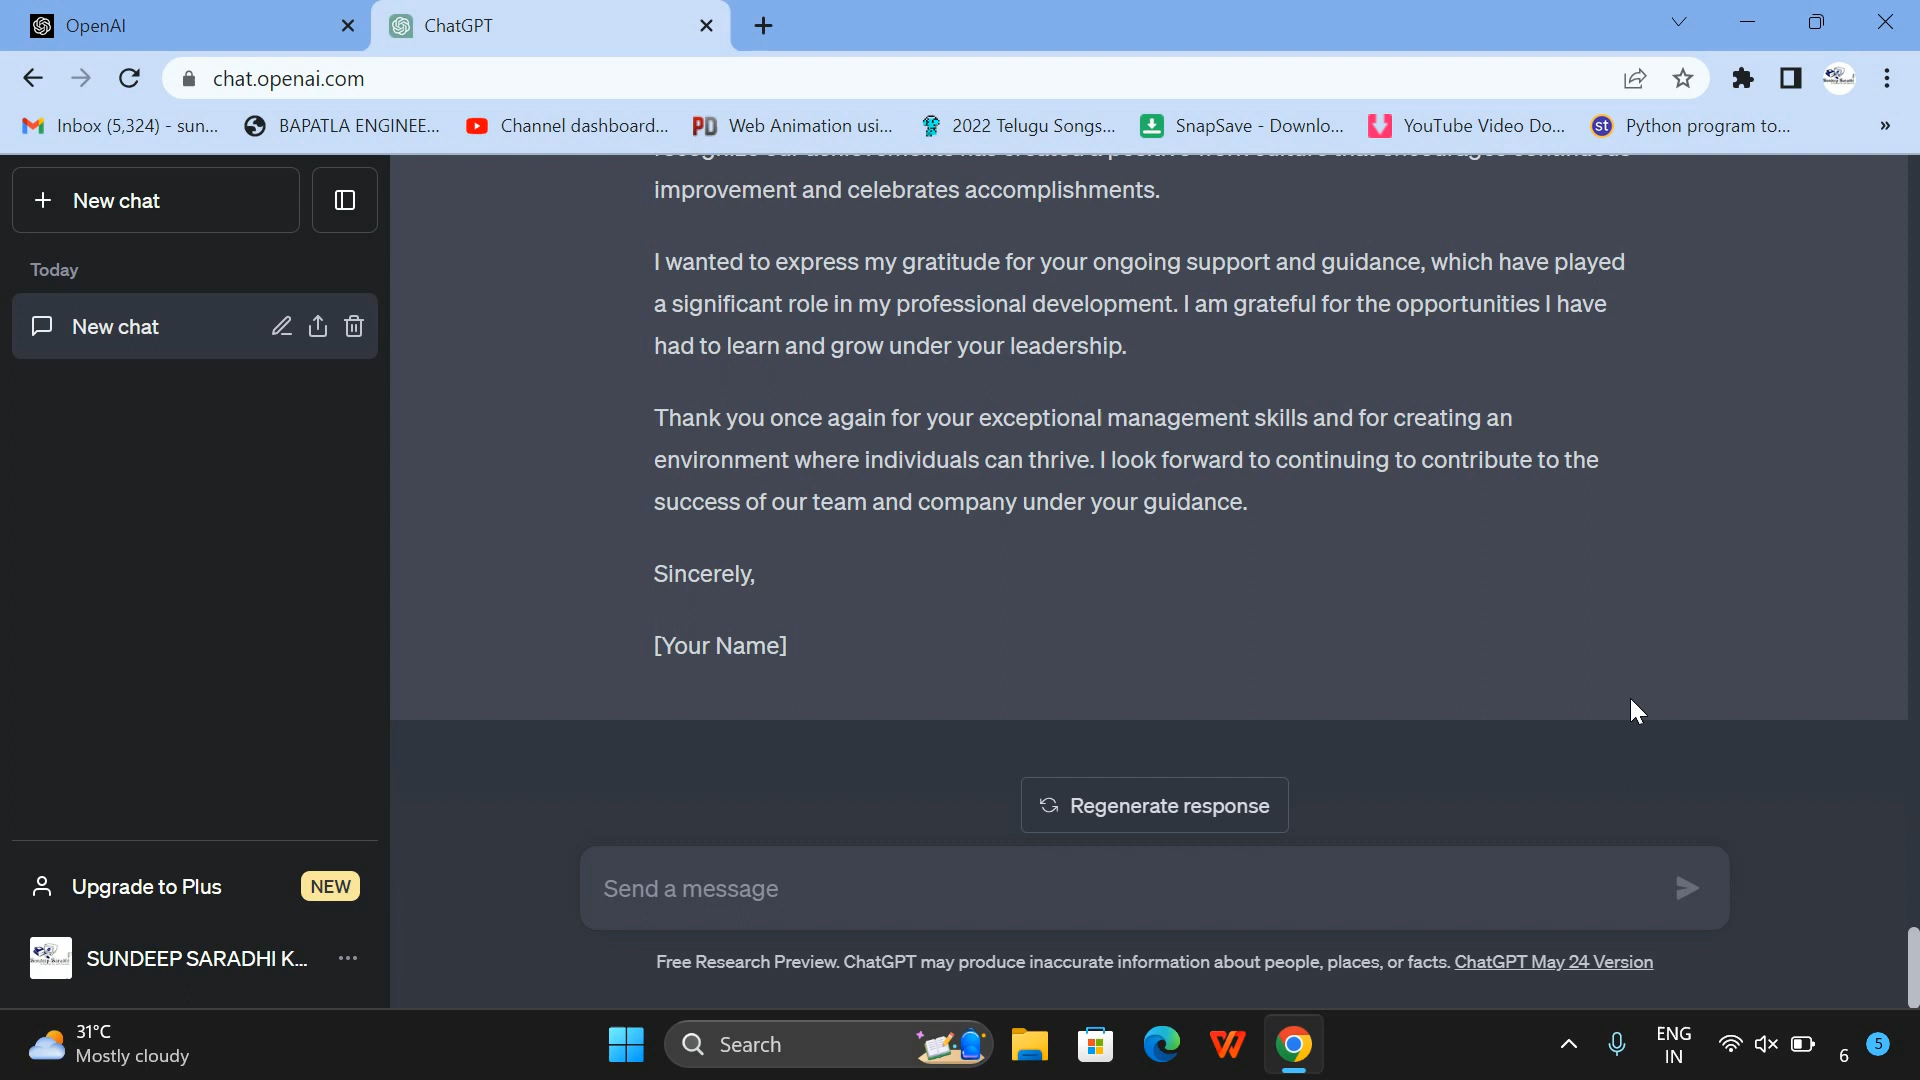 OpenAI
ChatGPT
chat.openai.com
Inbox (5,324) - sun...
BAPATLA ENGINEE...
Channel dashboard...
PD Web Animation usi...
2022 Telugu Songs...
SnapSave - Downlo...
YouTube Video Do...
st Python program to...
»
New chat
Today
New chat
improvement and celebrates accomplishments.
I wanted to express my gratitude for your ongoing support and guidance, which have played
a significant role in my professional development. I am grateful for the opportunities I have
had to learn and grow under your leadership.
Thank you once again for your exceptional management skills and for creating an
environment where individuals can thrive. I look forward to continuing to contribute to the
success of our team and company under your guidance.
Sincerely,
[Your Name]
Regenerate response
Send a message
Free Research Preview. ChatGPT may produce inaccurate information about people, places, or facts. ChatGPT May 24 Version
Upgrade to Plus
NEW
SUNDEEP SARADHI K...
31°C
Mostly cloudy
Search
ENG
IN
6
5